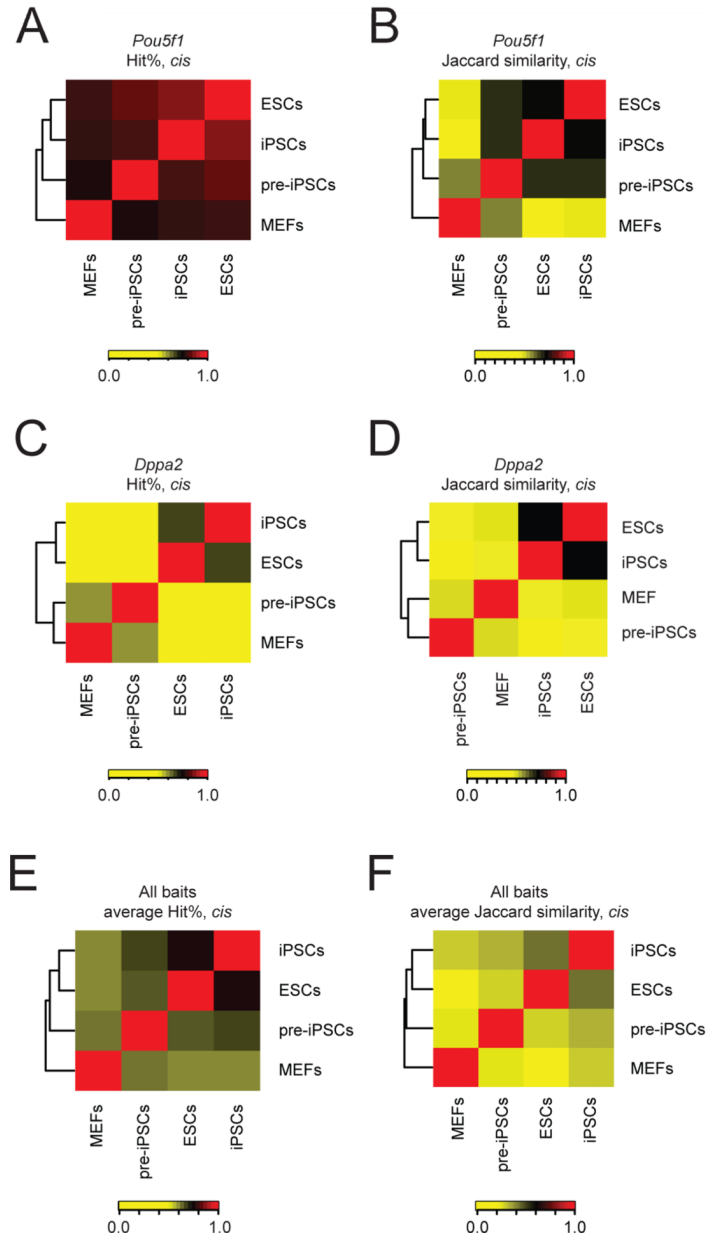 A
Pou5f1
Hit%, cis
ESCs
iPSCs
pre-iPSCs
MEFs
MEFs
pre-iPSCs
iPSCs
ESCs
0.0 1.0
B
Pou5f1
Jaccard similarity, cis
ESCs
iPSCs
pre-iPSCs
MEFs
MEFs
pre-iPSCs
ESCs
iPSCs
0.0 1.0
C
Dppa2
Hit%, cis
iPSCs
ESCs
pre-iPSCs
MEFs
MEFs
pre-iPSCs
ESCs
iPSCs
0.0 1.0
D
Dppa2
Jaccard similarity, cis
ESCs
iPSCs
MEF
pre-iPSCs
pre-iPSCs
MEF
iPSCs
ESCs
0.0 1.0
E
All baits
average Hit%, cis
iPSCs
ESCs
pre-iPSCs
MEFs
MEFs
pre-iPSCs
ESCs
iPSCs
0.0 1.0
F
All baits
average Jaccard similarity, cis
iPSCs
ESCs
pre-iPSCs
MEFs
MEFs
pre-iPSCs
ESCs
iPSCs
0.0 1.0